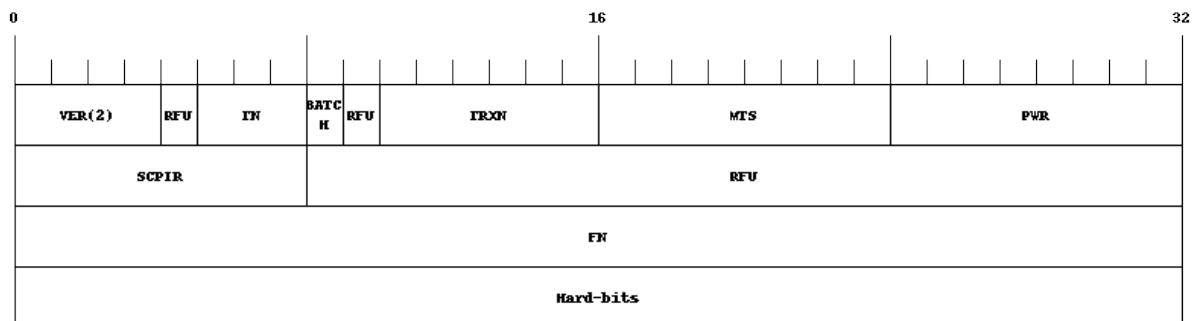 0 16 32
VER(2) RFU TN BATC RFU TRXN MTS PWR
H
SCPIR RFU
FN
Hard-bits